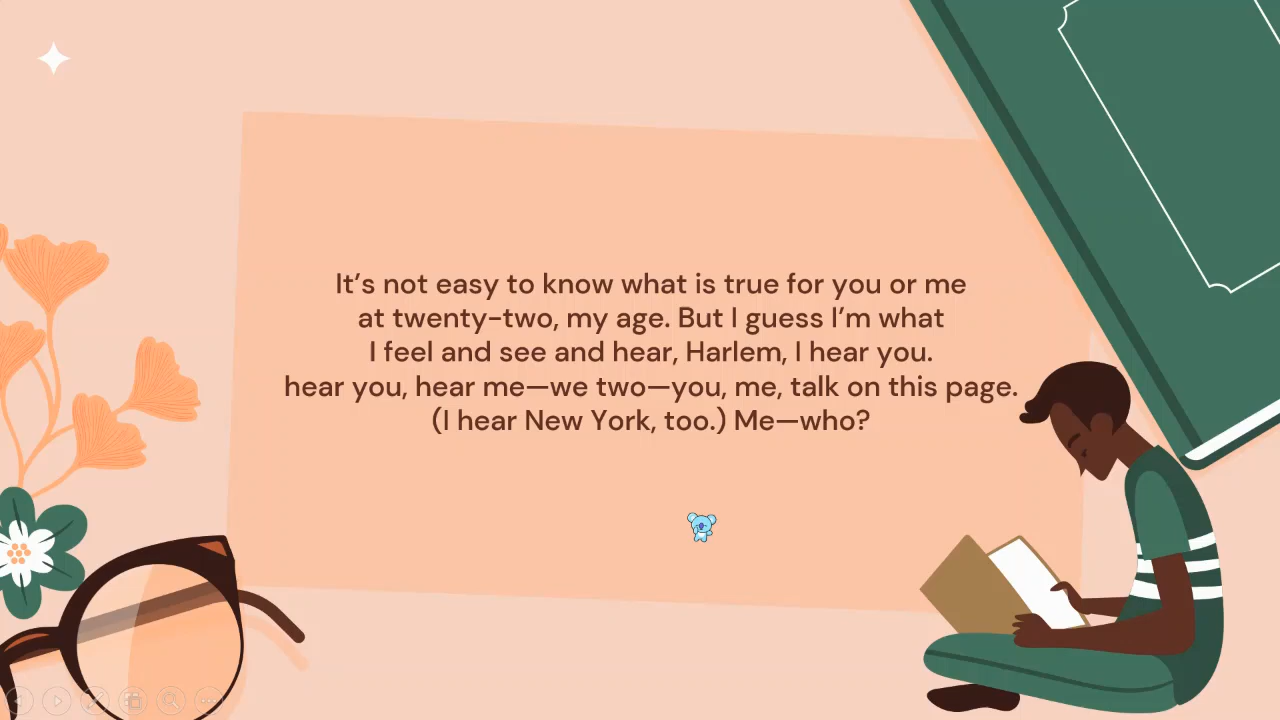 It’s not easy to know what is true for you or me
at twenty-two, my age. But I guess I’m what
I feel and see and hear, Harlem, I hear you.
hear you, hear me—we two—you, me, talk on this page.
(I hear New York, too.) Me—who?